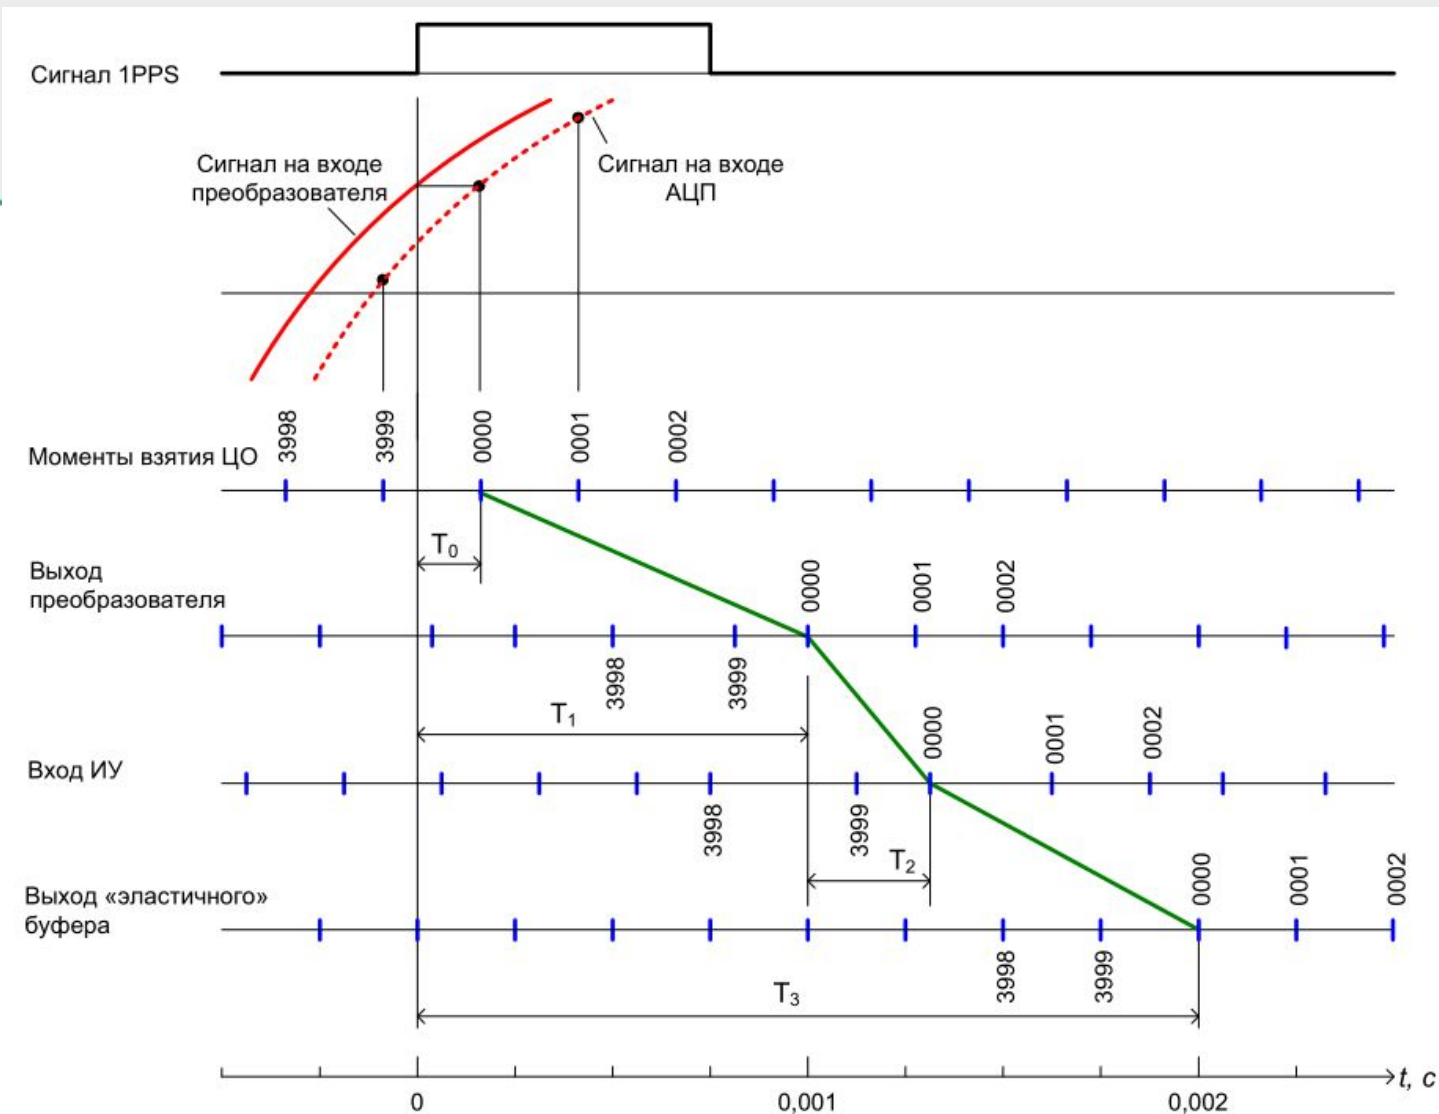 Сигнал 1PPS
Сигнал на входе
преобразователя
Сигнал на входе
АЦП
3998
3999
0000
0001
0002
Моменты взятия ЦО
T₀
Выход
преобразователя
0000
0001
0002
3998
3999
T₁
0000
0001
0002
Вход ИУ
3998
3999
T₂
0000
0001
0002
Выход «эластичного»
буфера
3998
3999
T₃
0
0,001
0,002
t, c